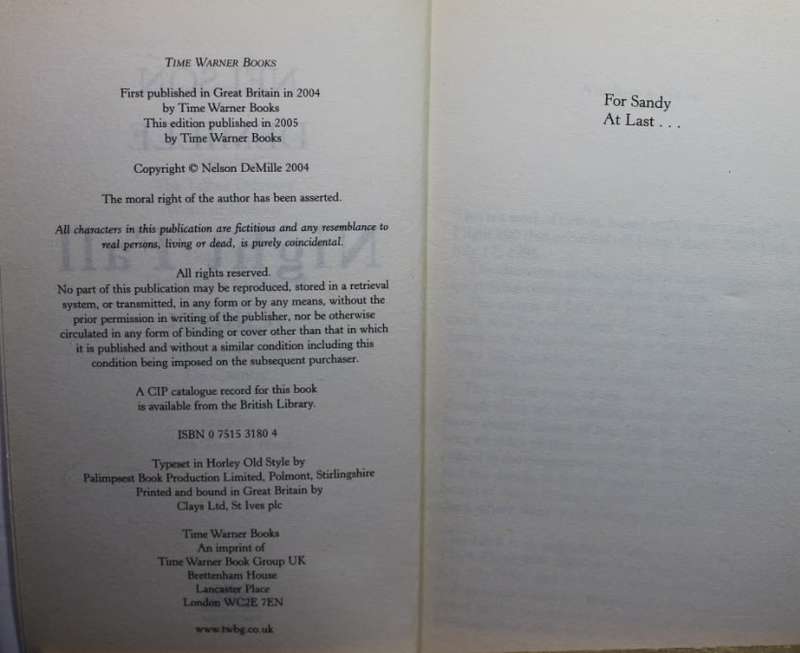 TIME WARNER BOOKS
First published in Great Britain in 2004
by Time Warner Books
This edition published in 2005
by Time Warner Books
Copyright © Nelson DeMille 2004
The moral right of the author has been asserted.
All characters in this publication are fictitious and any resemblance to
real persons, living or dead, is purely coincidental.
All rights reserved.
No part of this publication may be reproduced, stored in a retrieval
system, or transmitted, in any form or by any means, without the
prior permission in writing of the publisher, nor be otherwise
circulated in any form of binding or cover other than that in which
it is published and without a similar condition including this
condition being imposed on the subsequent purchaser.
A CIP catalogue record for this book
is available from the British Library.
ISBN 0 7515 3180 4
Typeset in Horley Old Style by
Palimpsest Book Production Limited, Polmont, Stirlingshire
Printed and bound in Great Britain by
Clays Ltd, St Ives plc
Time Warner Books
An imprint of
Time Warner Book Group UK
Brettenham House
Lancaster Place
London WC2E 7EN
www.twbg.co.uk
For Sandy
At Last . . .